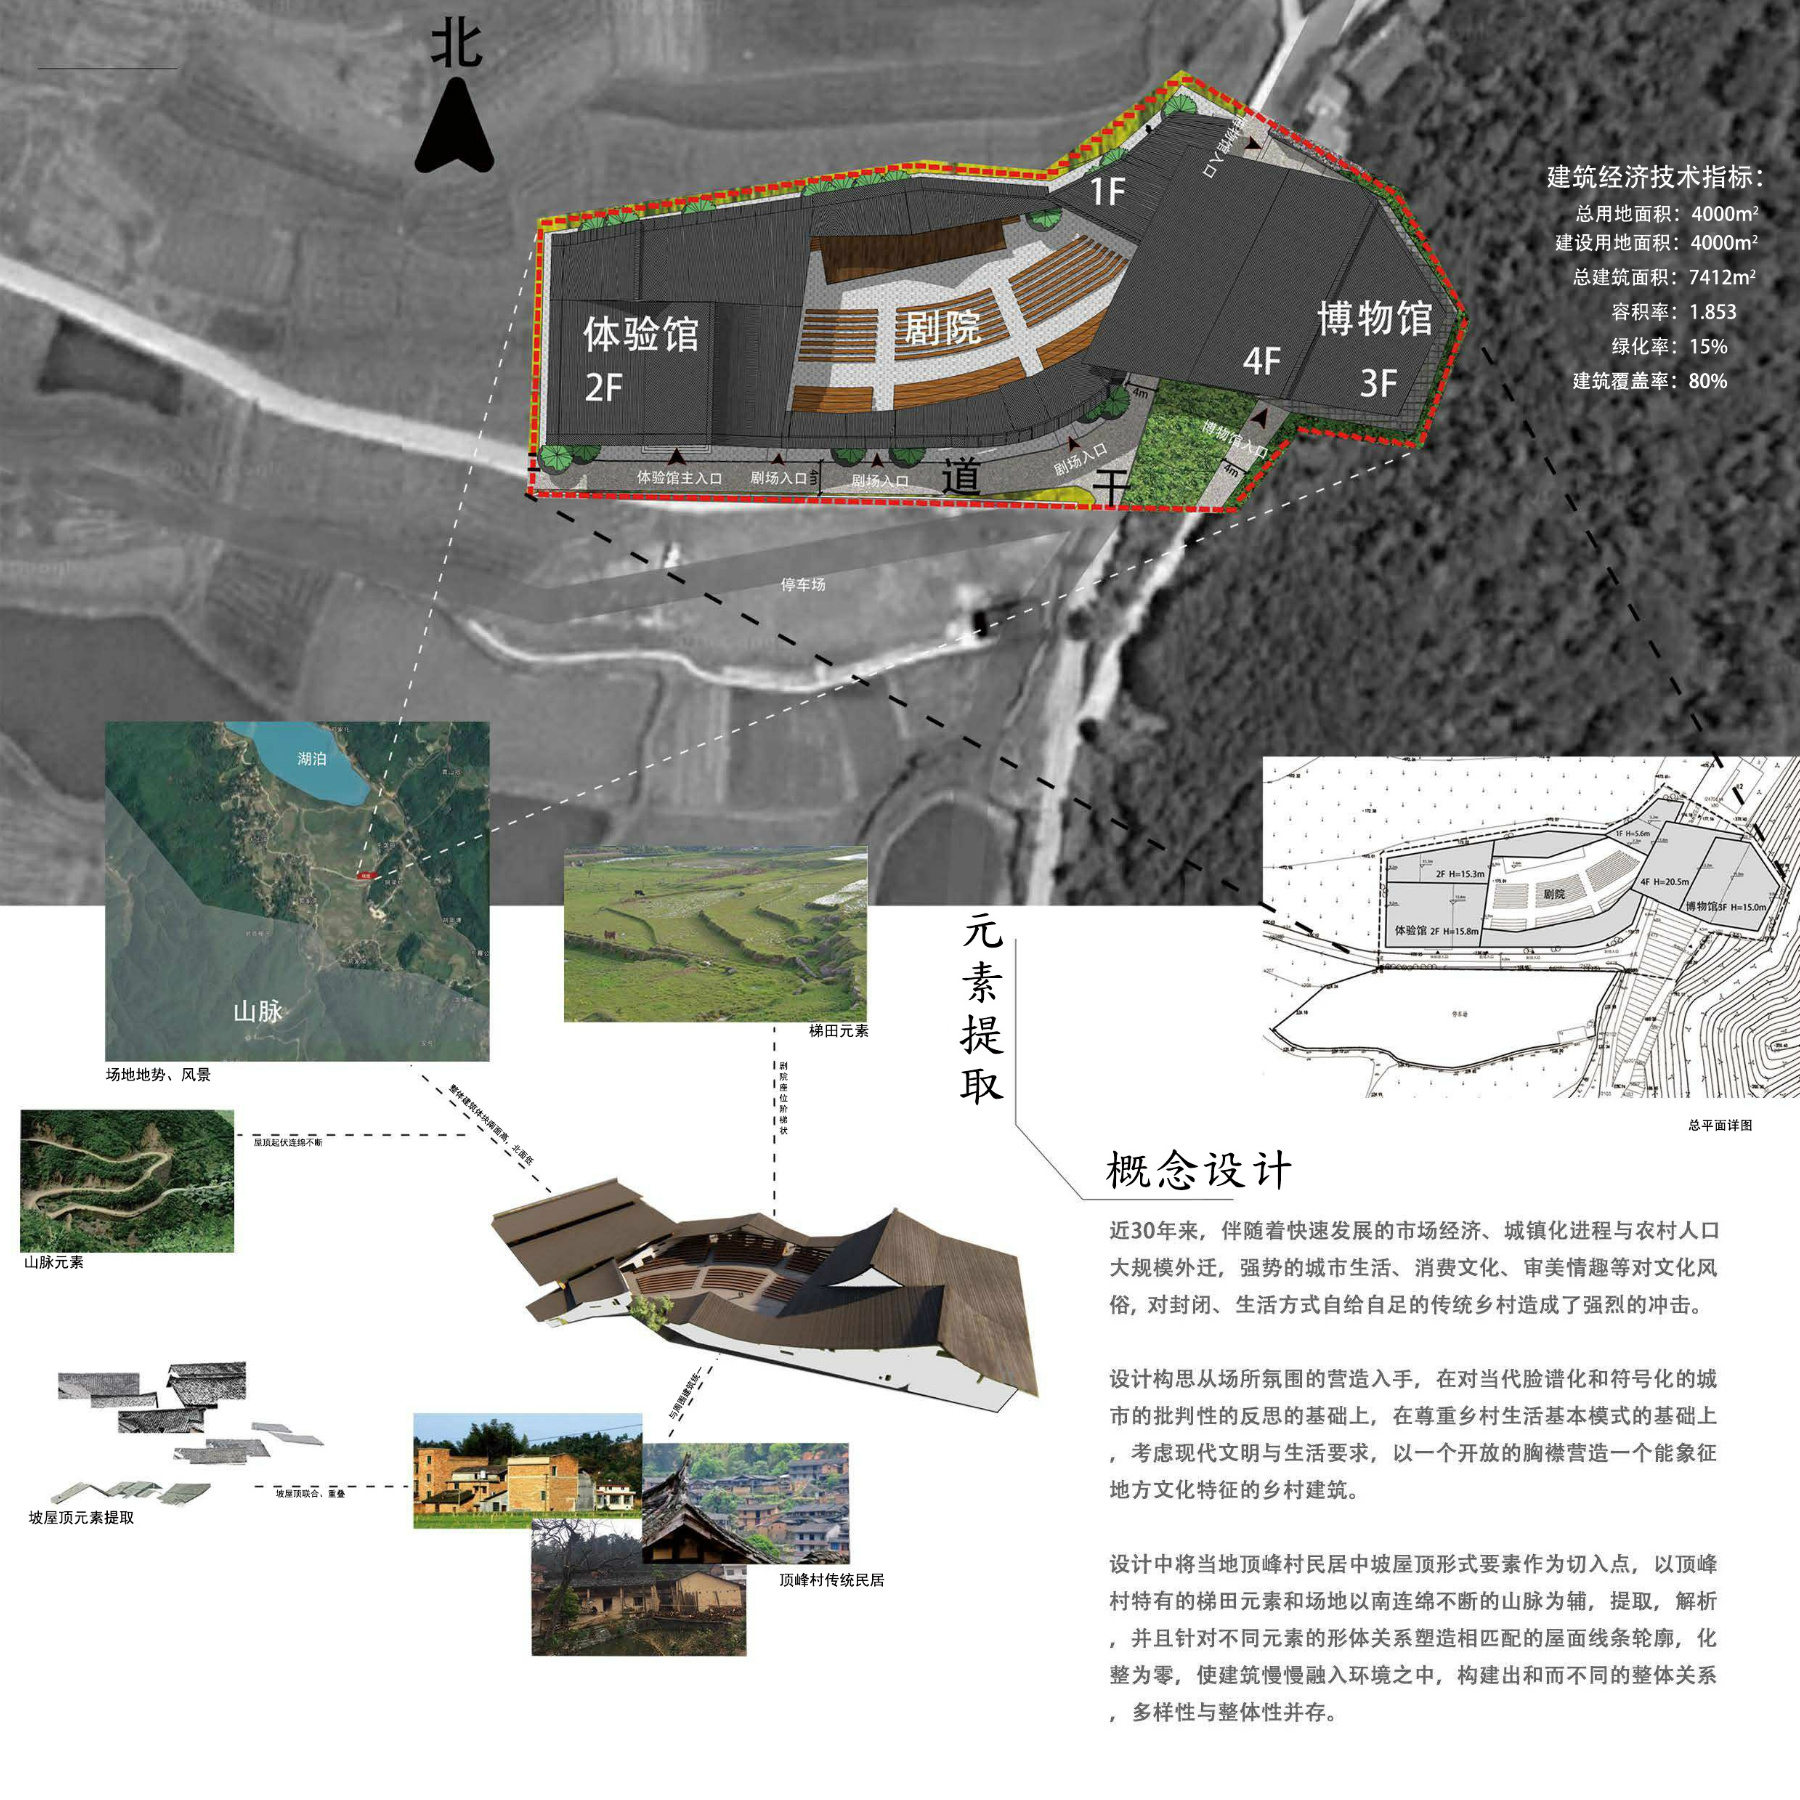 北
建筑经济技术指标：
总用地面积：4000m²
建设用地面积：4000m²
总建筑面积：7412m²
容积率：1.853
绿化率：15%
建筑覆盖率：80%
博物馆入口
1F
体验馆
2F
剧院
博物馆
4F
3F
4m
博物馆入口
4m
体验馆主入口
剧场入口
4m
剧场入口
剧场入口
道
干
停车场
湖泊
山脉
场地地势、风景
梯田元素
元素提取
1F H=5.6m
2F H=15.3m
4F H=20.5m
剧院
博物馆3F H=15.0m
体验馆 2F H=15.8m
停车场
总平面详图
整体建筑体块南面高，北面低
剧院座位阶梯状
屋顶起伏连绵不断
山脉元素
与周围建筑统一
坡屋顶联合、重叠
坡屋顶元素提取
顶峰村传统民居
概念设计
近30年来，伴随着快速发展的市场经济、城镇化进程与农村人口
大规模外迁，强势的城市生活、消费文化、审美情趣等对文化风
俗, 对封闭、生活方式自给自足的传统乡村造成了强烈的冲击。
设计构思从场所氛围的营造入手，在对当代脸谱化和符号化的城
市的批判性的反思的基础上，在尊重乡村生活基本模式的基础上
，考虑现代文明与生活要求，以一个开放的胸襟营造一个能象征
地方文化特征的乡村建筑。
设计中将当地顶峰村民居中坡屋顶形式要素作为切入点，以顶峰
村特有的梯田元素和场地以南连绵不断的山脉为辅，提取，解析
，并且针对不同元素的形体关系塑造相匹配的屋面线条轮廓，化
整为零，使建筑慢慢融入环境之中，构建出和而不同的整体关系
，多样性与整体性并存。